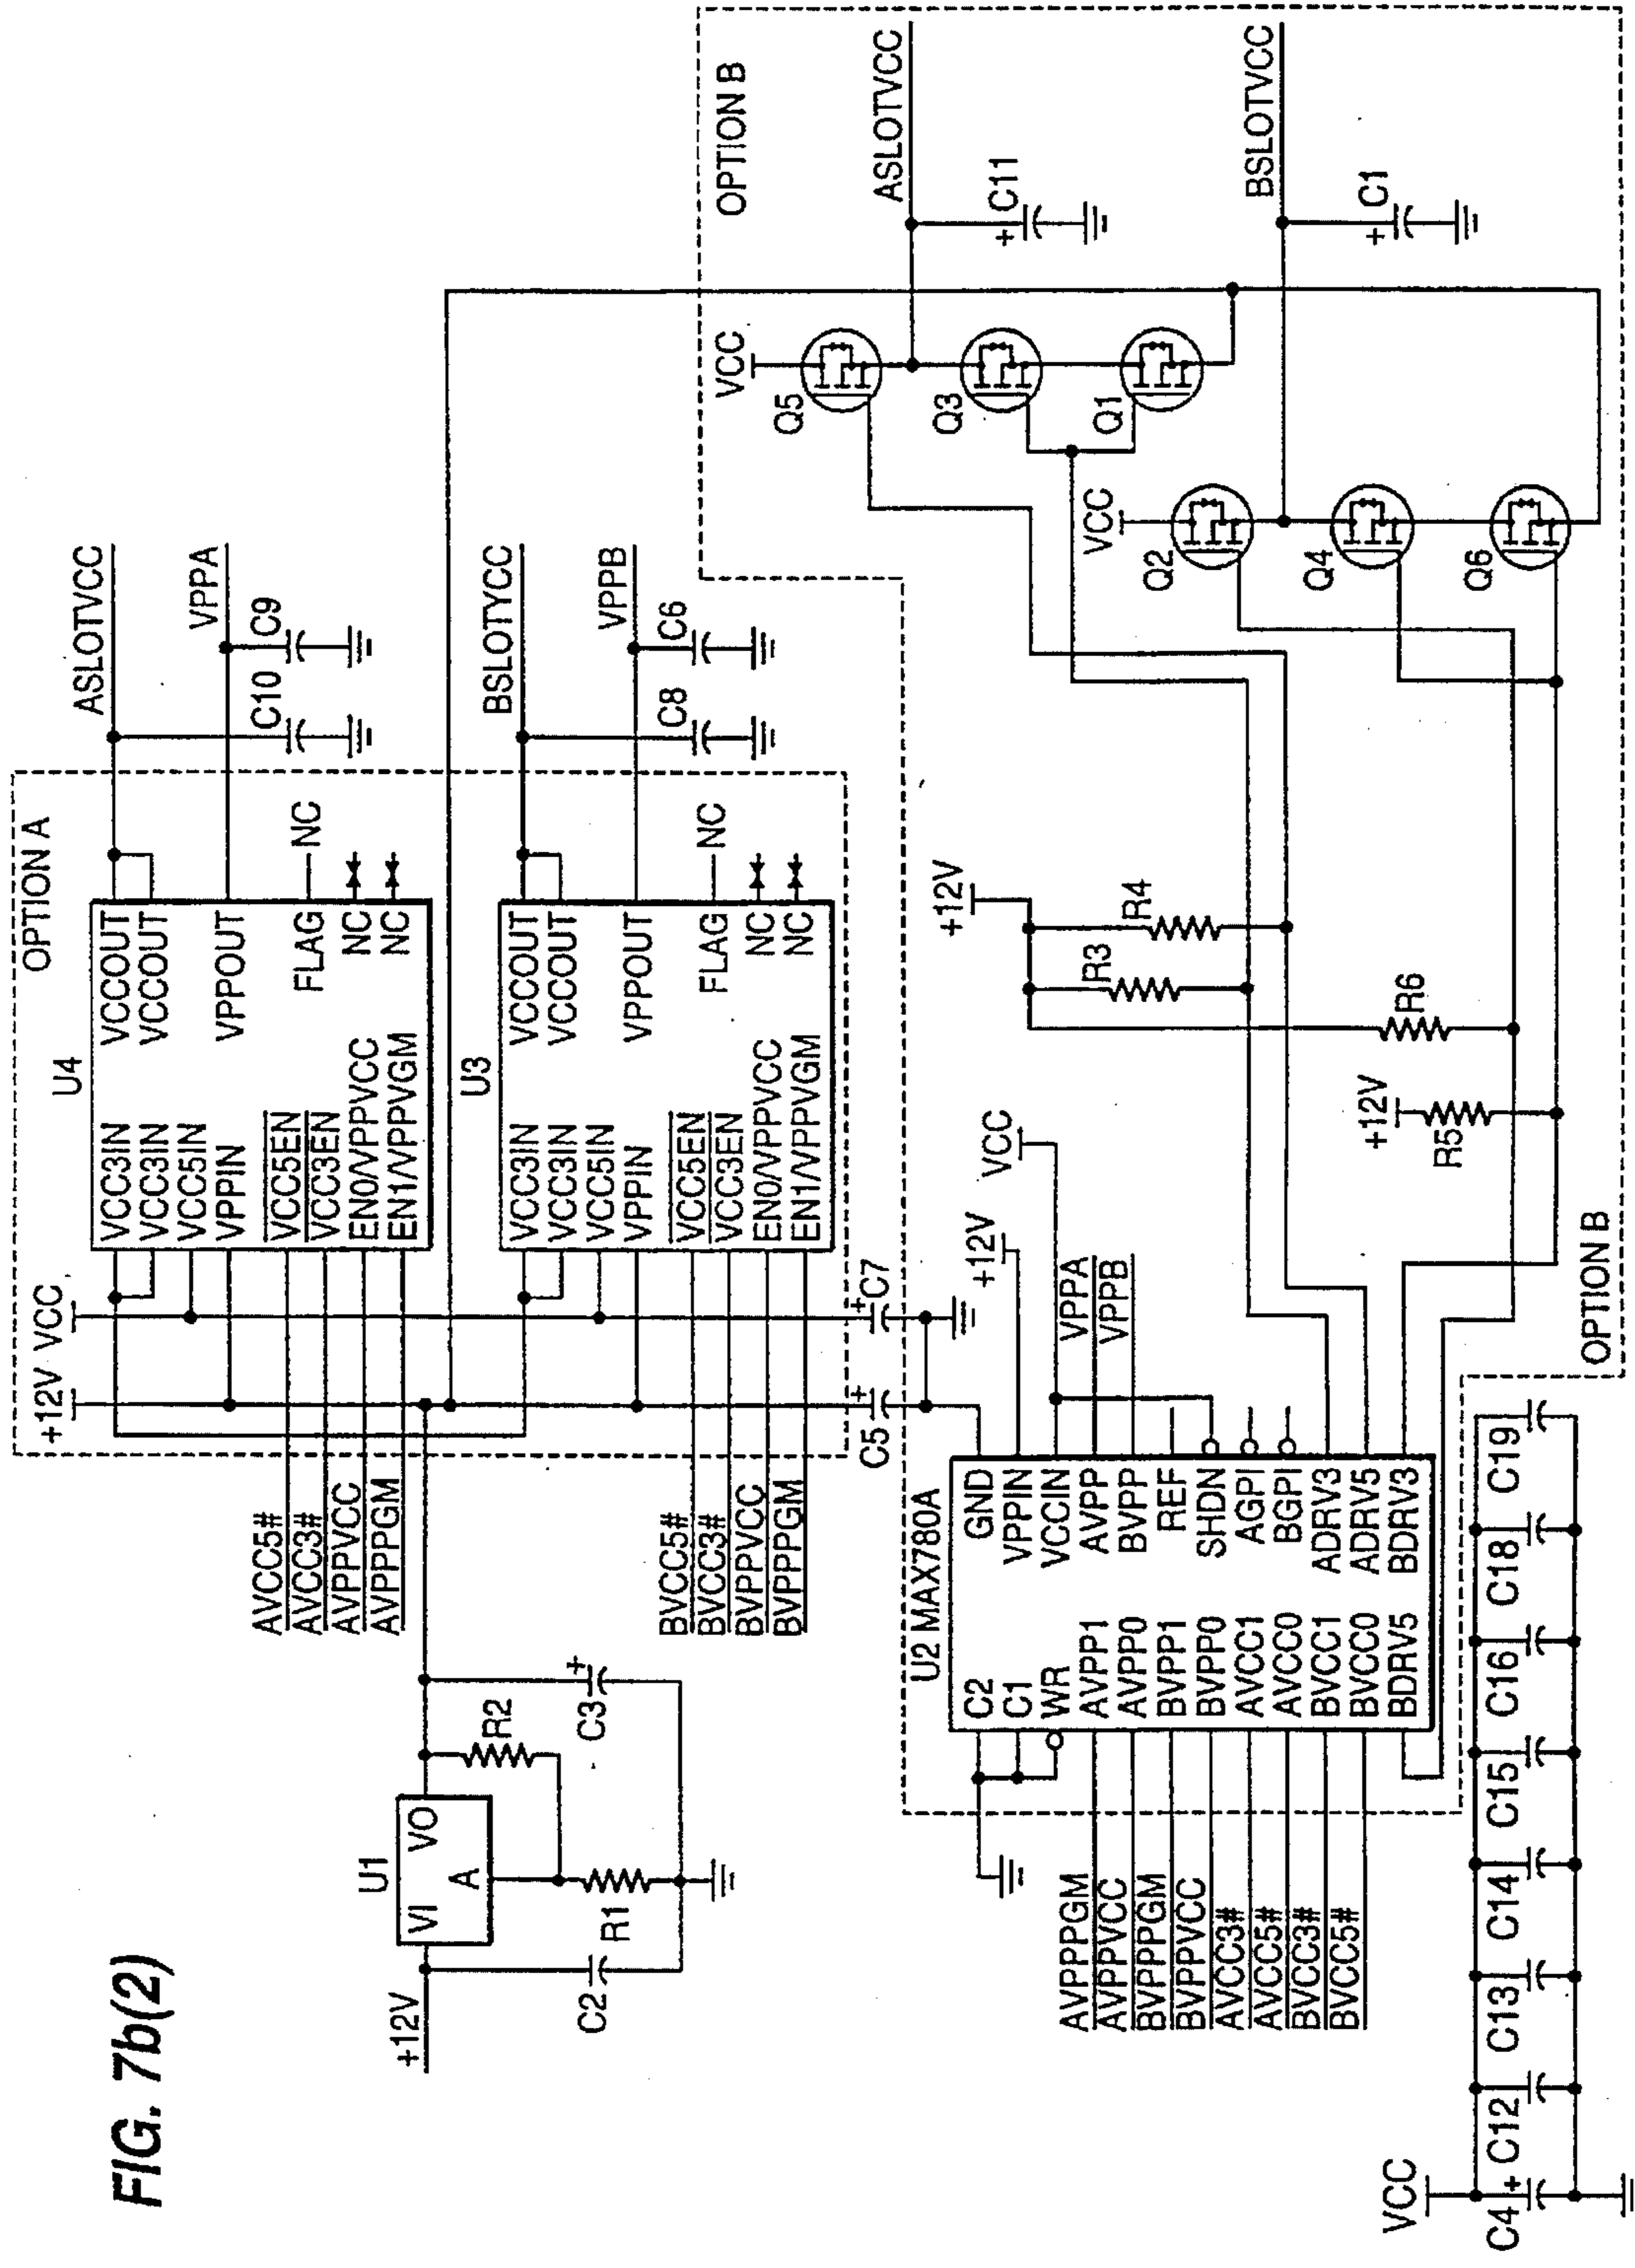 FIG. 7b(2)
+12V
U1
VI
VO
A
C2
R1
R2
C3
OPTION A
+12V VCC
U4
VCC3IN
VCC3IN
VCC5IN
VPPIN
VCC5EN
VCC3EN
EN0/VPPVCC
EN1/VPPVGM
VCCOUT
VCCOUT
VPPOUT
FLAG
NC
NC
NC
AVCC5#
AVCC3#
AVPPVCC
AVPPPGM
ASLOTVCC
VPPA
C10
C9
U3
VCC3IN
VCC3IN
VCC5IN
VPPIN
VCC5EN
VCC3EN
EN0/VPPVCC
EN1/VPPVGM
VCCOUT
VCCOUT
VPPOUT
FLAG
NC
NC
NC
BVCC5#
BVCC3#
BVPPVCC
BVPPPGM
BSLOTYCC
VPPB
C8
C6
C5
+
C7
+
OPTION B
U2 MAX780A
C2
C1
WR
AVPP1
AVPP0
BVPP1
BVPP0
AVCC1
AVCC0
BVCC1
BVCC0
BDRV5
GND
VPPIN
VCCIN
AVPP
BVPP
REF
SHDN
AGPI
BGPI
ADRV3
ADRV5
BDRV3
AVPPPGM
AVPPVCC
BVPPPGM
BVPPVCC
AVCC3#
AVCC5#
BVCC3#
BVCC5#
+12V
VCC
VPPA
VPPB
+12V
R3
R4
+12V
R5
R6
VCC
Q5
Q3
Q1
VCC
Q2
Q4
Q6
ASLOTVCC
C11
+
BSLOTVCC
C1
+
OPTION B
VCC
C4
+
C12
C13
C14
C15
C16
C18
C19